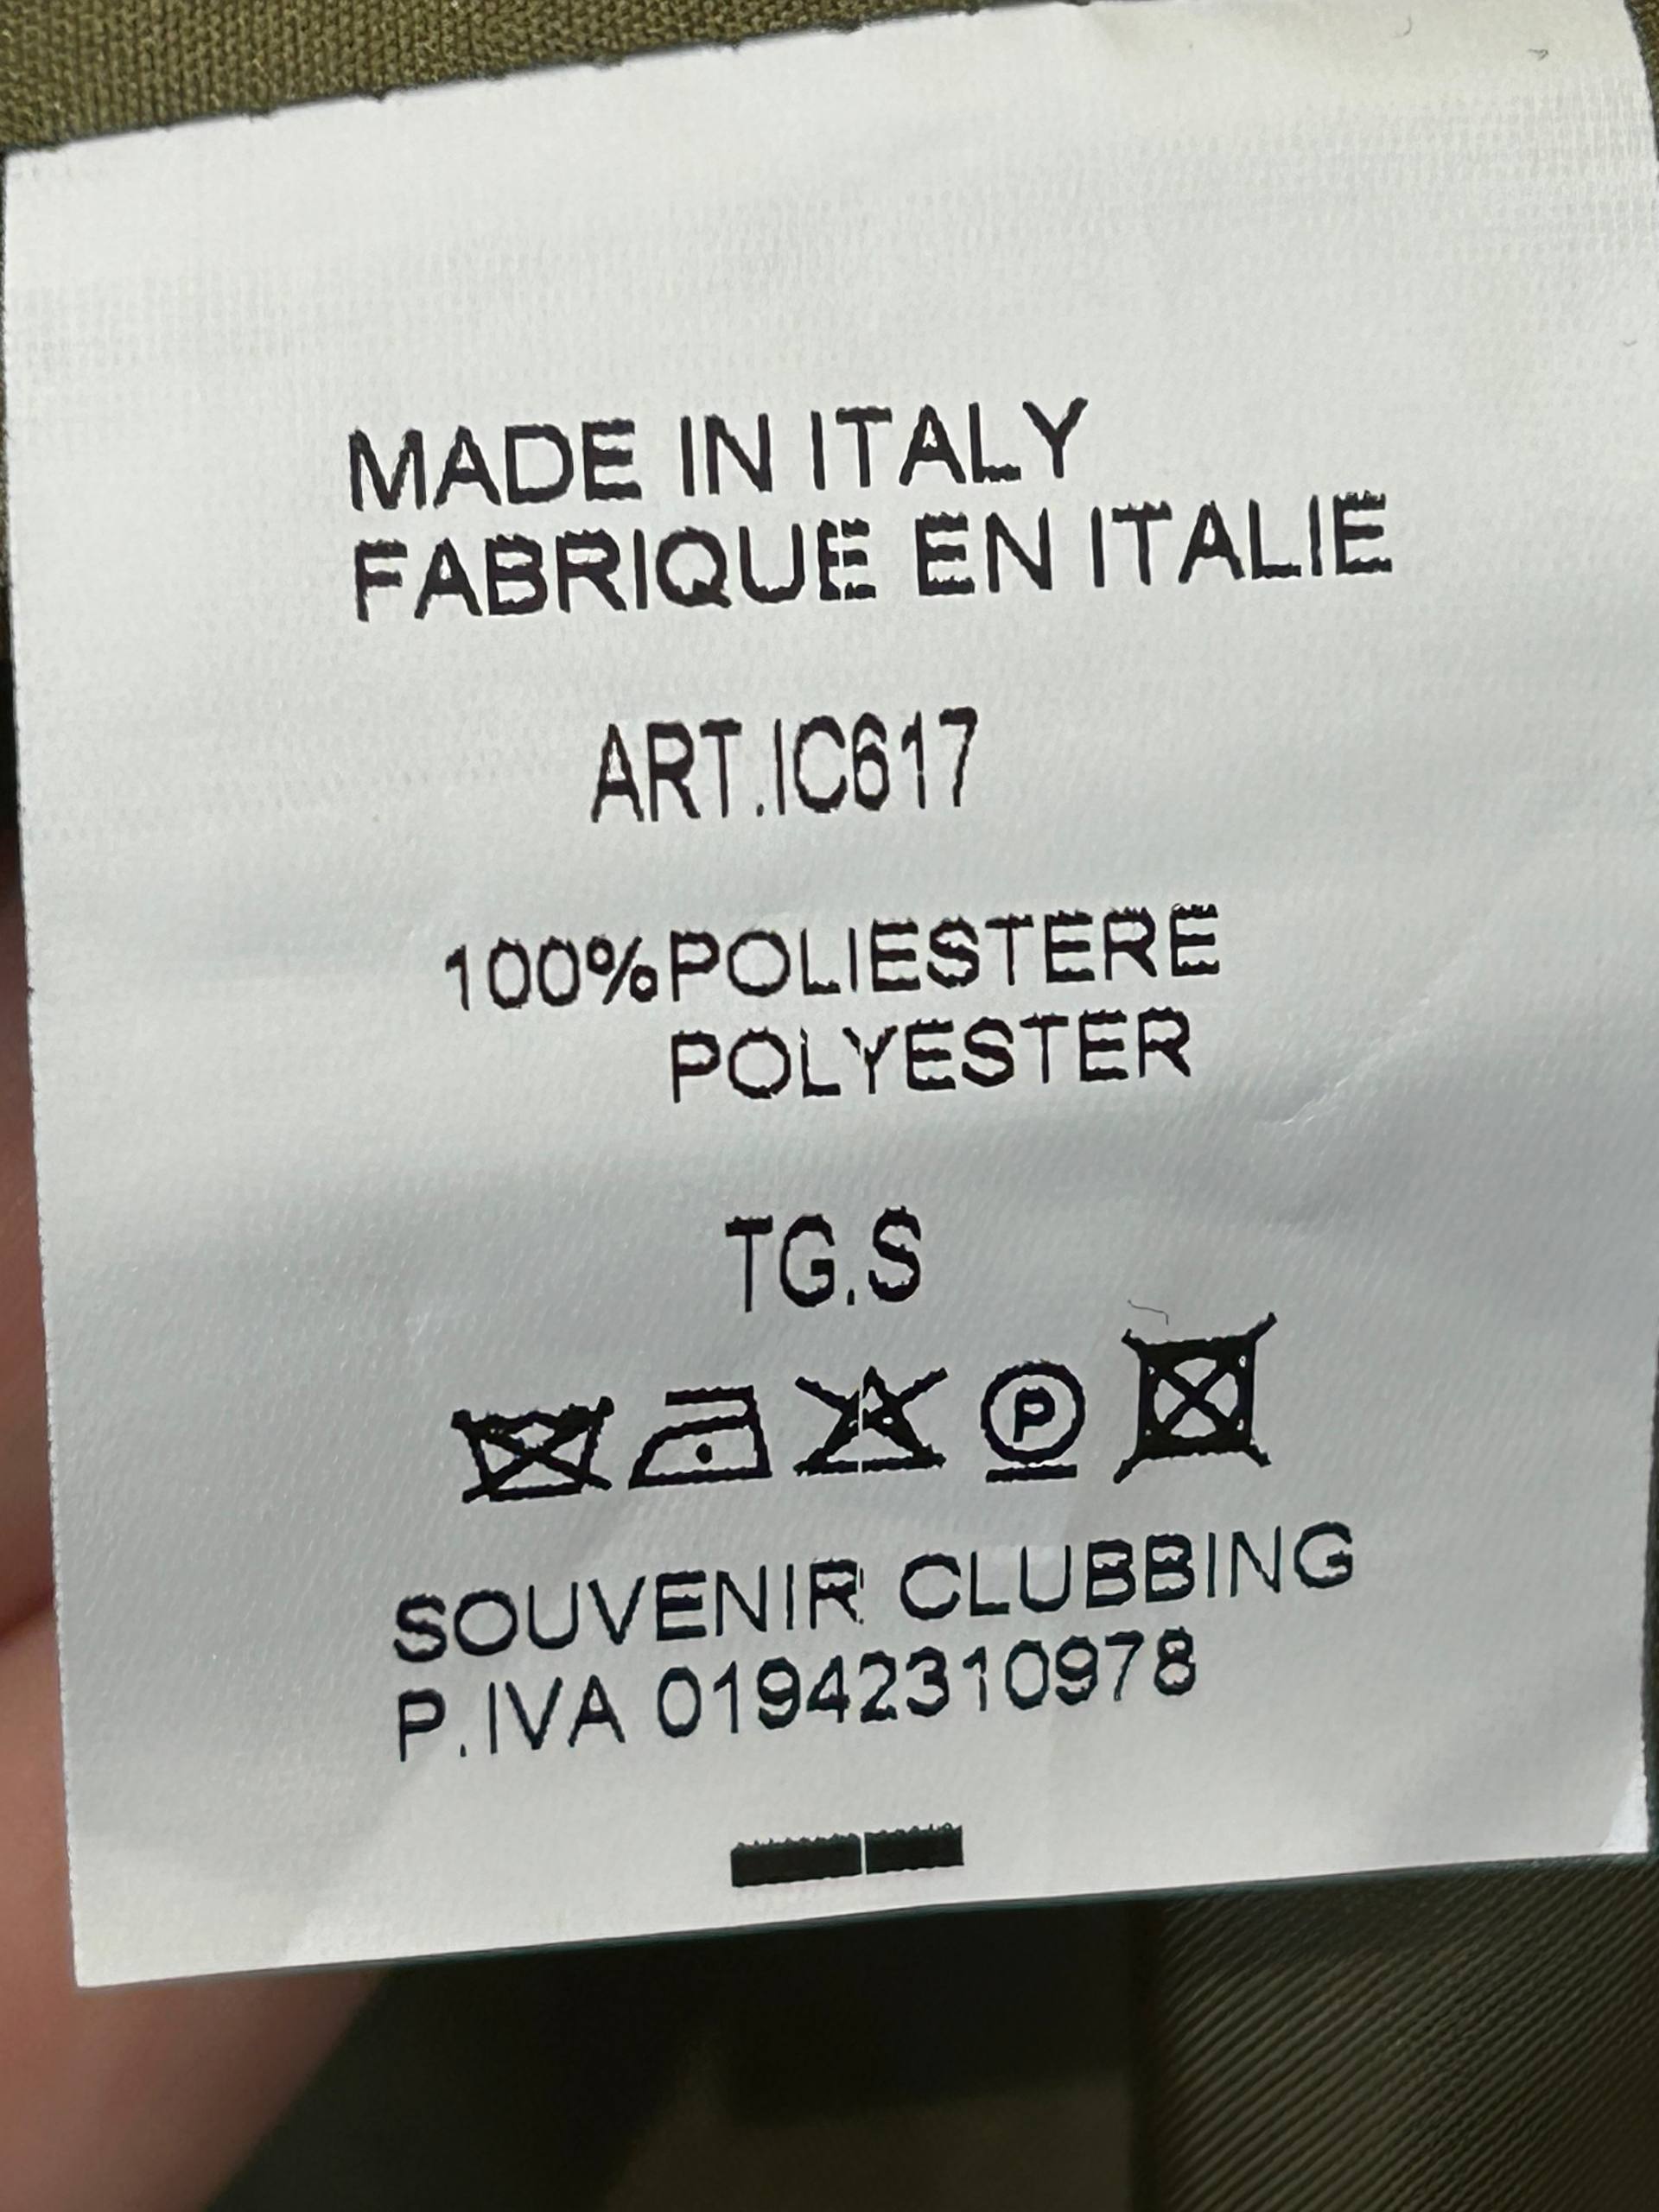 MADE IN ITALY
FABRIQUE EN ITALIE
ART.IC617
100%POLIESTERE
POLYESTER
TG.S
P
SOUVENIR CLUBBING
P.IVA 01942310978